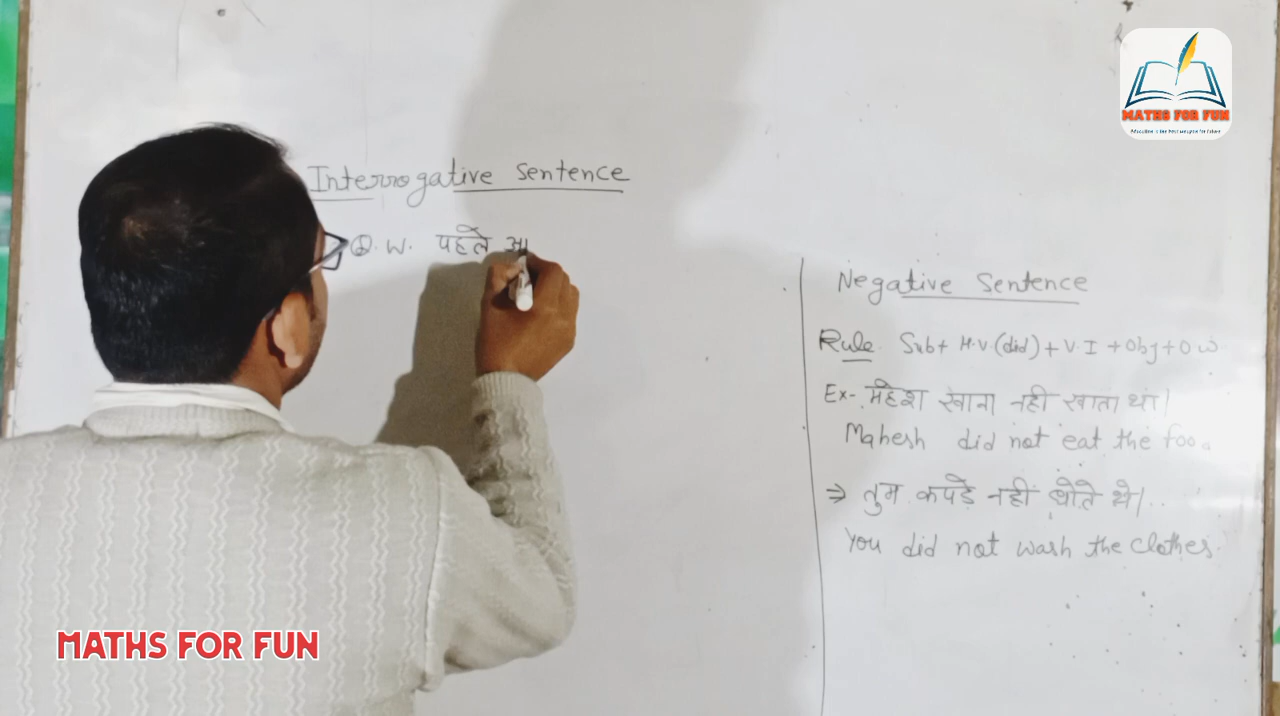 MATHS FOR FUN
Interrogative Sentence
Q. W. पहले आ
Negative Sentence
Rule Sub + H.V. (did) + V. I + Obj + O W
Ex- महेश खाना नही खाता था।
Mahesh did not eat the foo
⇒ तुम कपड़े नहीं धोते थे।
You did not wash the clothes.
MATHS FOR FUN